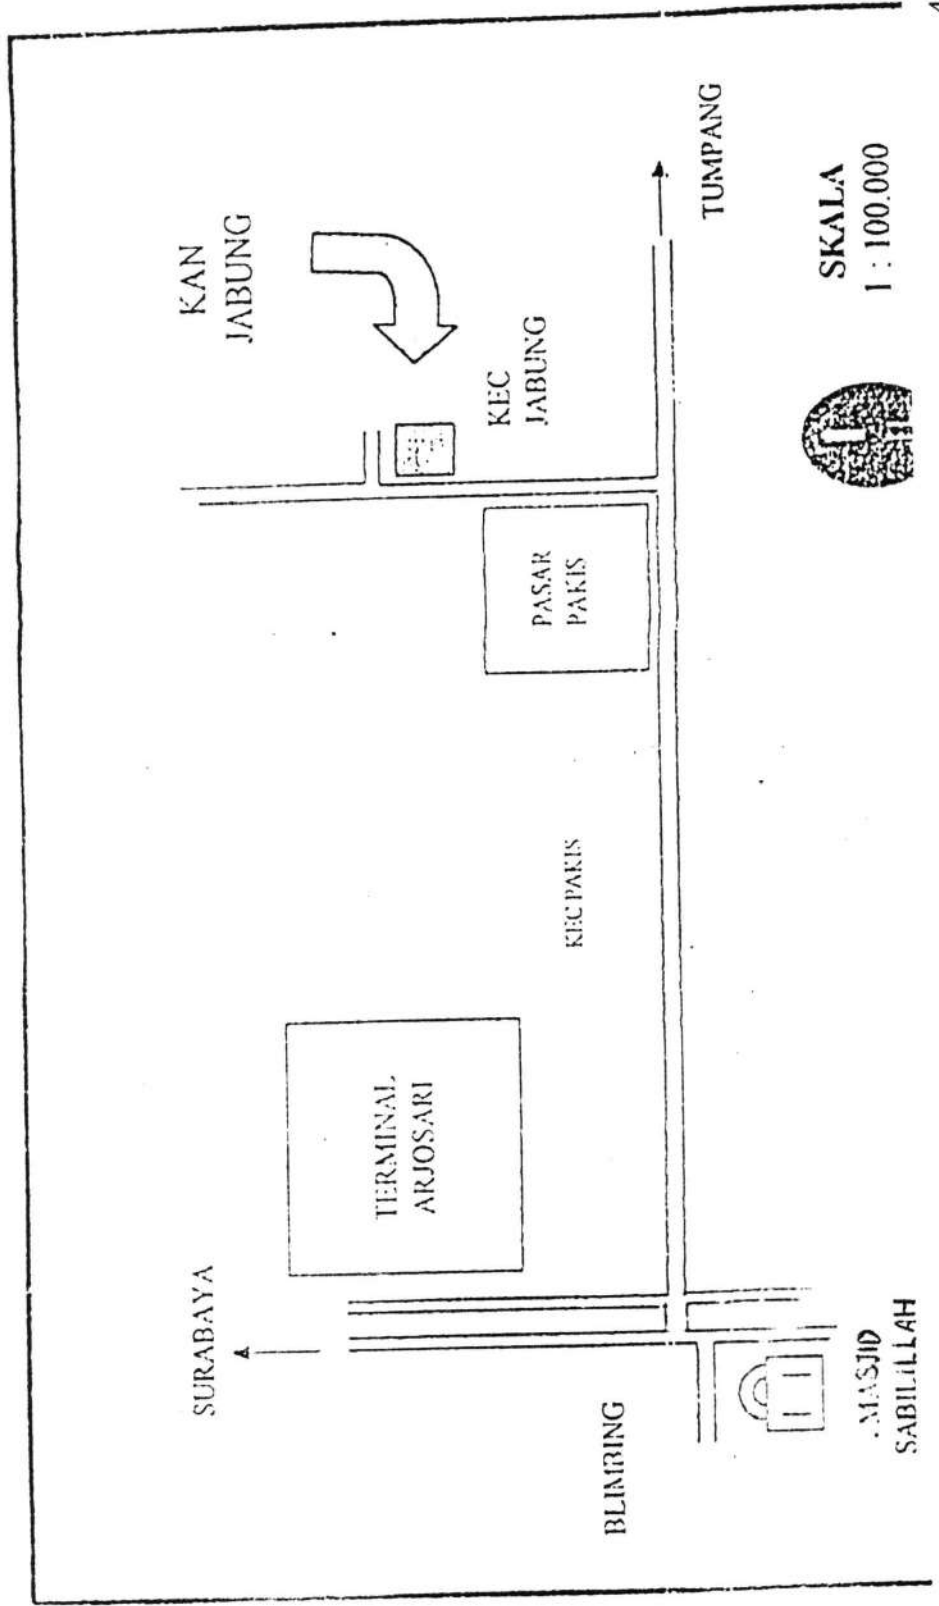 SURABAYA
KAN
JABUNG
TERMINAL
ARJOSARI
KEC
JABUNG
PASAR
PAKIS
KEC PAKIS
BLIMBING
TUMPANG
MASJID
SABILILLAH
SKALA
1 : 100.000